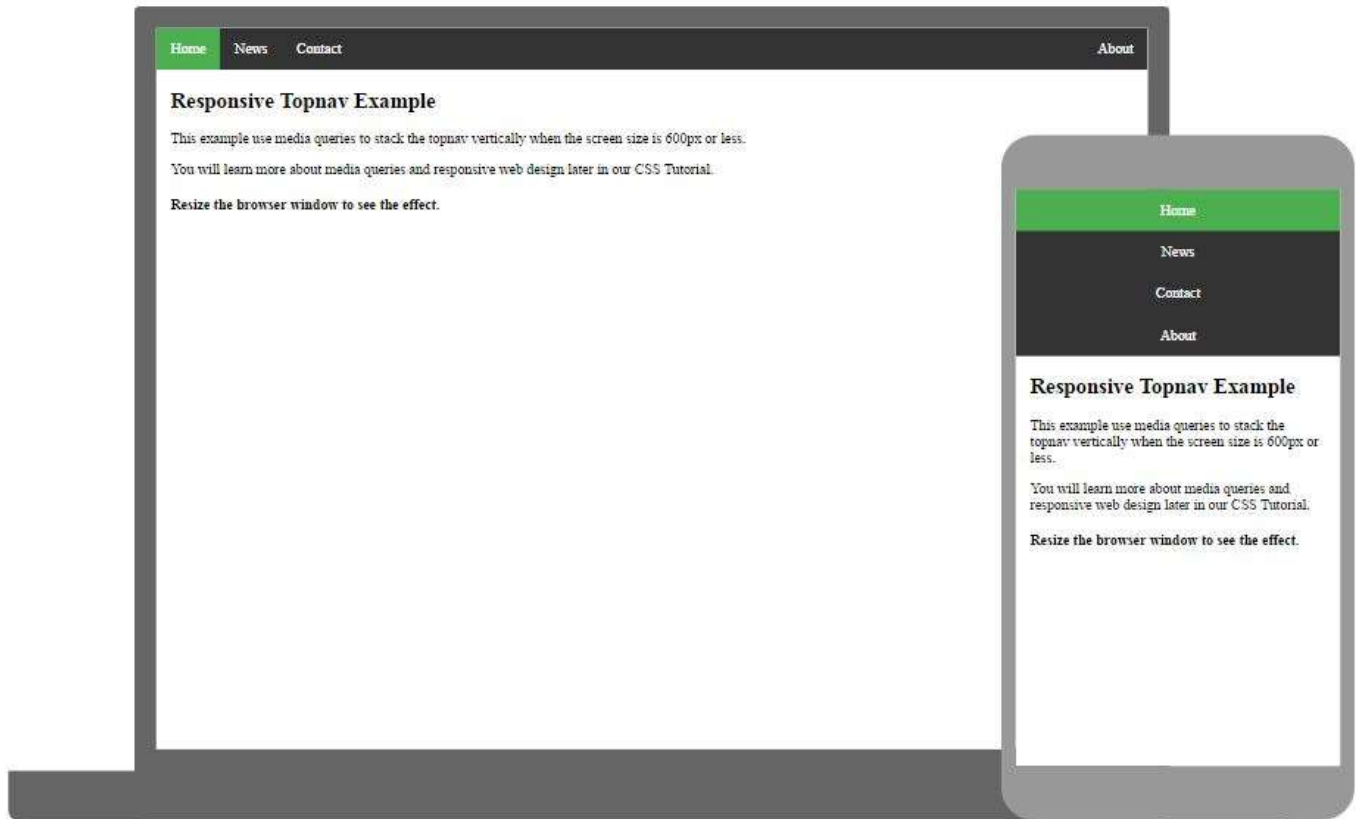 Home News Contact About
Responsive Topnav Example
This example use media queries to stack the topnav vertically when the screen size is 600px or less.
You will learn more about media queries and responsive web design later in our CSS Tutorial.
Resize the browser window to see the effect.
Home
News
Contact
About
Responsive Topnav Example
This example use media queries to stack the
topnav vertically when the screen size is 600px or
less.
You will learn more about media queries and
responsive web design later in our CSS Tutorial.
Resize the browser window to see the effect.